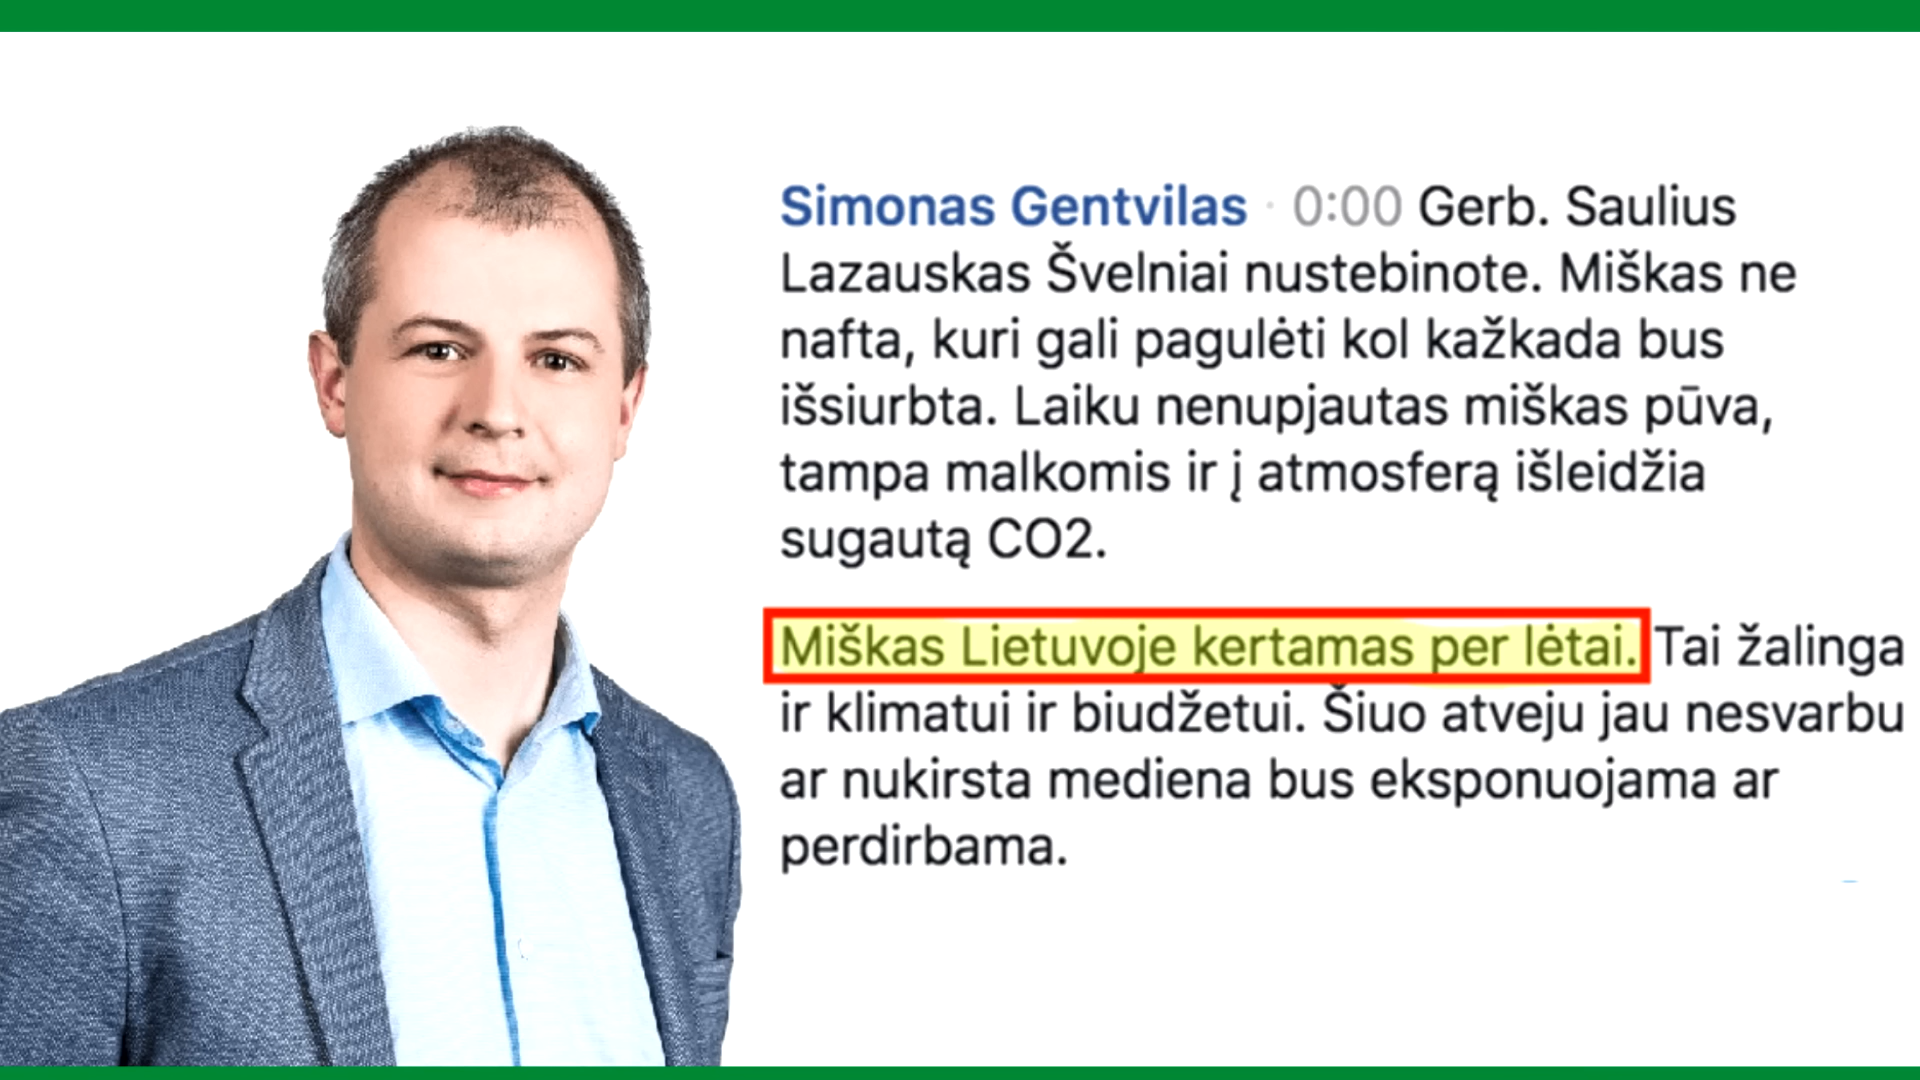 Simonas Gentvilas · 0:00 Gerb. Saulius
Lazauskas Švelniai nustebinote. Miškas ne
nafta, kuri gali pagulėti kol kažkada bus
išsiurbta. Laiku nenupjautas miškas pūva,
tampa malkomis ir į atmosferą išleidžia
sugautą CO2.
Miškas Lietuvoje kertamas per lėtai. Tai žalinga
ir klimatui ir biudžetui. Šiuo atveju jau nesvarbu
ar nukirsta mediena bus eksponuojama ar
perdirbama.